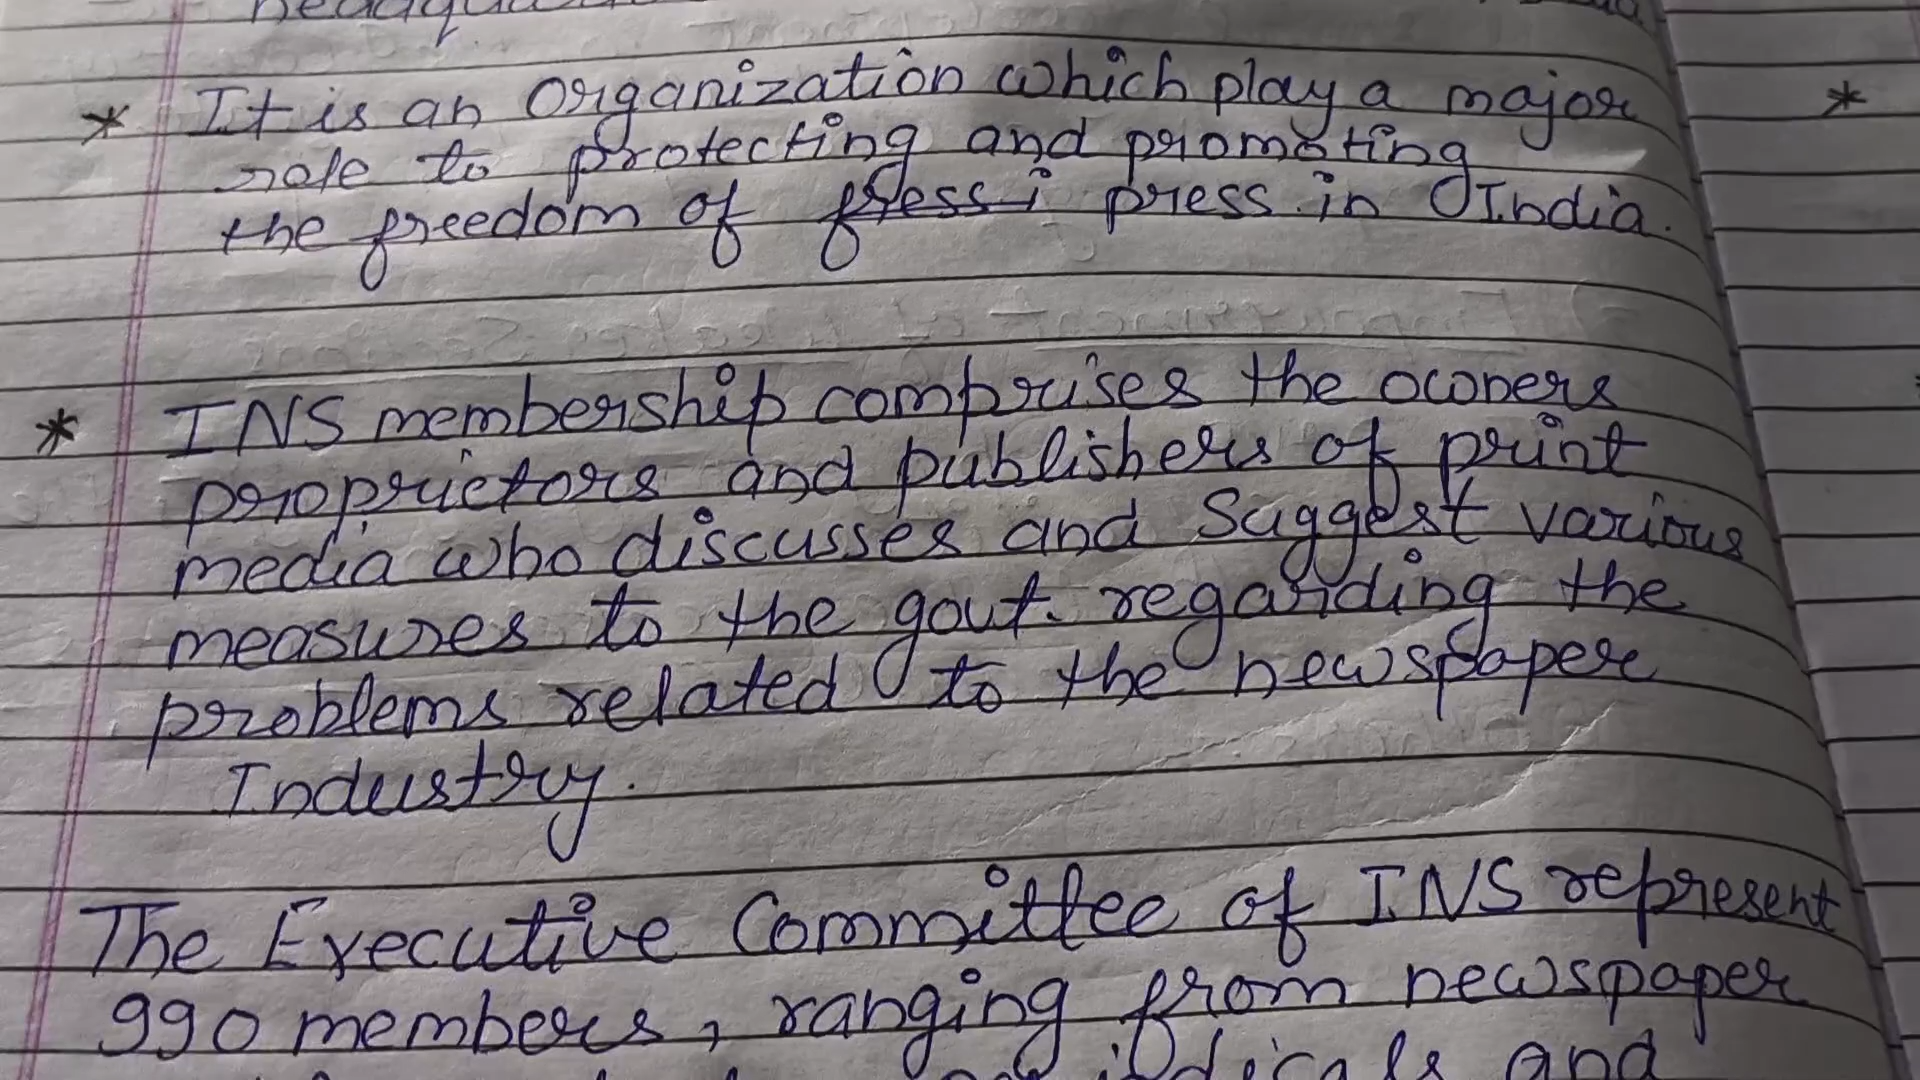 * It is an Organization which play a major
role to protecting and promoting
the freedom of fress i press in India.
* INS membership comprises the owners
proprietors and publishers of print
media who discusses and Suggest various
measures to the govt. regarding the
problems related to the newspaper
Industry.
The Executive Committee of INS represent
990 members, ranging from newspaper
and